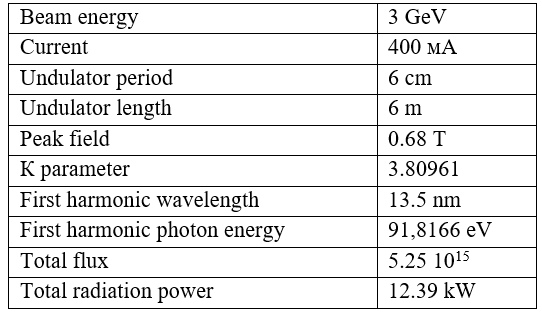 Beam energy 3 GeV
Current 400 мА
Undulator period 6 cm
Undulator length 6 m
Peak field 0.68 T
К parameter 3.80961
First harmonic wavelength 13.5 nm
First harmonic photon energy 91,8166 eV
Total flux 5.25 10¹⁵
Total radiation power 12.39 kW